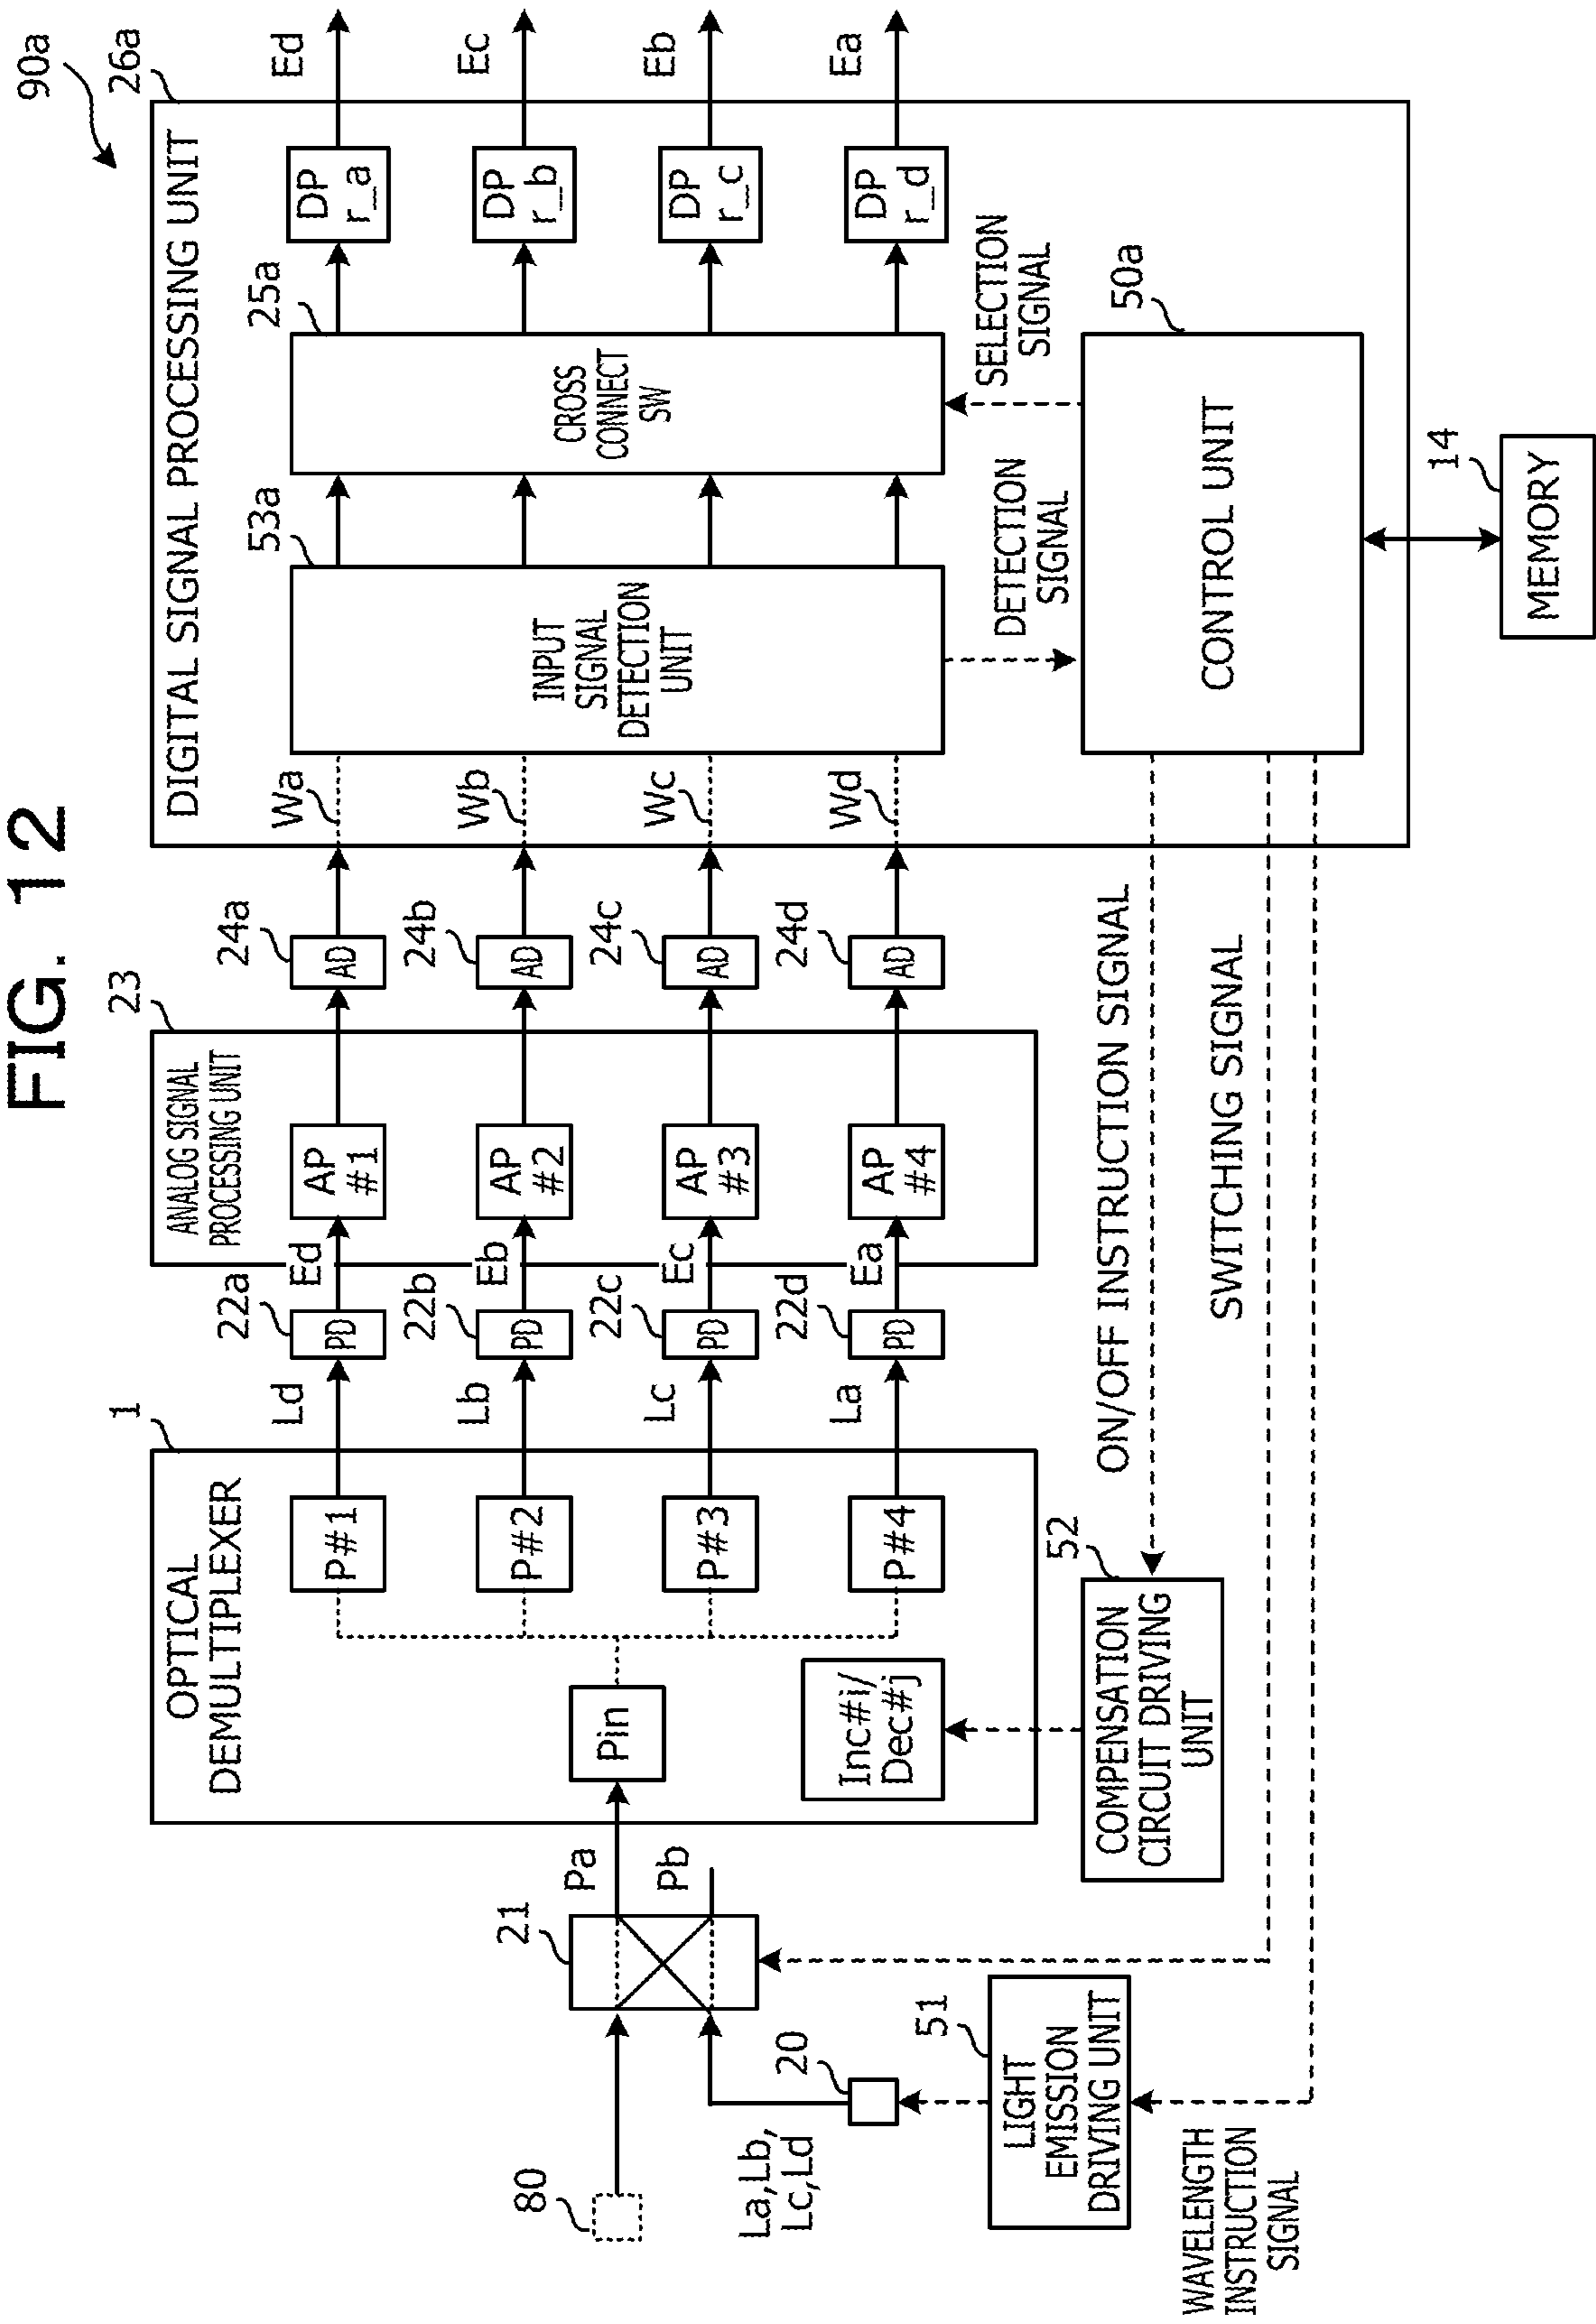 FIG. 12
90a
26a
DIGITAL SIGNAL PROCESSING UNIT
Ed
Ec
Eb
Ea
DP
r_a
DP
r_b
DP
r_c
DP
r_d
25a
CROSS
CONNECT
SW
SELECTION
SIGNAL
53a
INPUT
SIGNAL
DETECTION
UNIT
DETECTION
SIGNAL
50a
CONTROL UNIT
14
MEMORY
Wa
Wb
Wc
Wd
24a
AD
24b
AD
24c
AD
24d
AD
23
ANALOG SIGNAL
PROCESSING UNIT
AP
#1
AP
#2
AP
#3
AP
#4
Ed
Eb
Ec
Ea
22a
PD
22b
PD
22c
PD
22d
PD
Ld
Lb
Lc
La
1
OPTICAL
DEMULTIPLEXER
P#1
P#2
P#3
P#4
Pin
Inc#i/
Dec#j
52
COMPENSATION
CIRCUIT DRIVING
UNIT
ON/OFF INSTRUCTION SIGNAL
SWITCHING SIGNAL
Pa
Pb
21
80
20
La,Lb,
Lc,Ld
51
LIGHT
EMISSION
DRIVING UNIT
WAVELENGTH
INSTRUCTION
SIGNAL